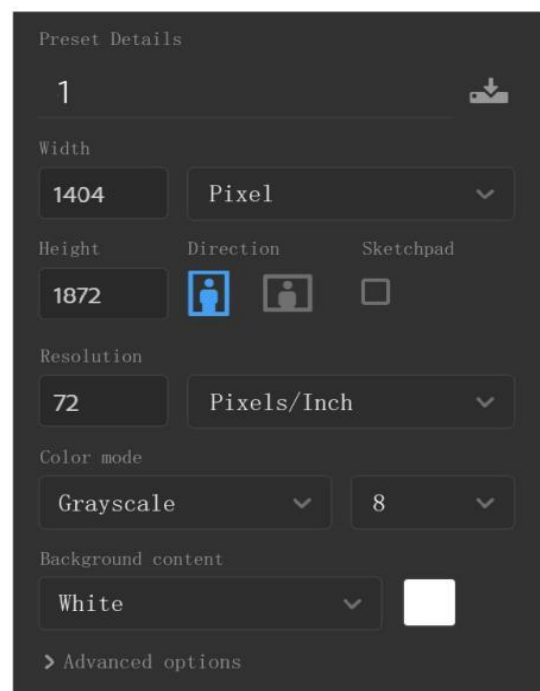 Preset Details
1
Width
1404 Pixel
Height Direction Sketchpad
1872
Resolution
72 Pixels/Inch
Color mode
Grayscale 8
Background content
White
Advanced options